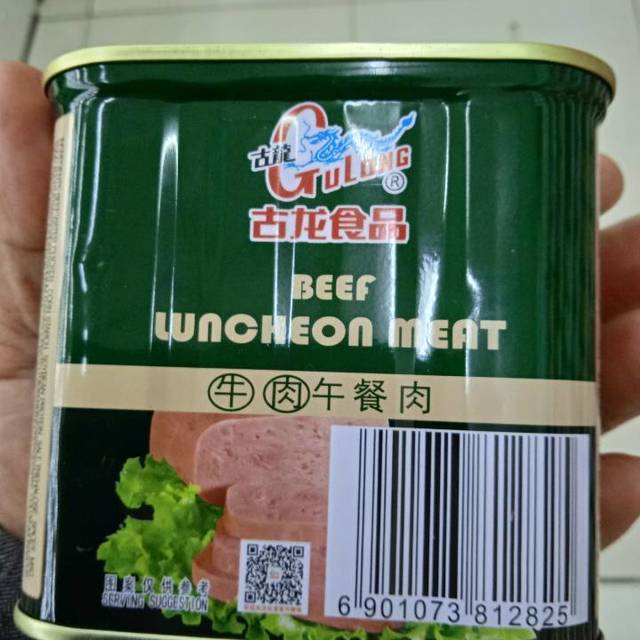 古龍
GULONG®
古龙食品
BEEF
LUNCHEON MEAT
牛肉午餐肉
图案仅供参考
SERVING SUGGESTION
6 901073 812825